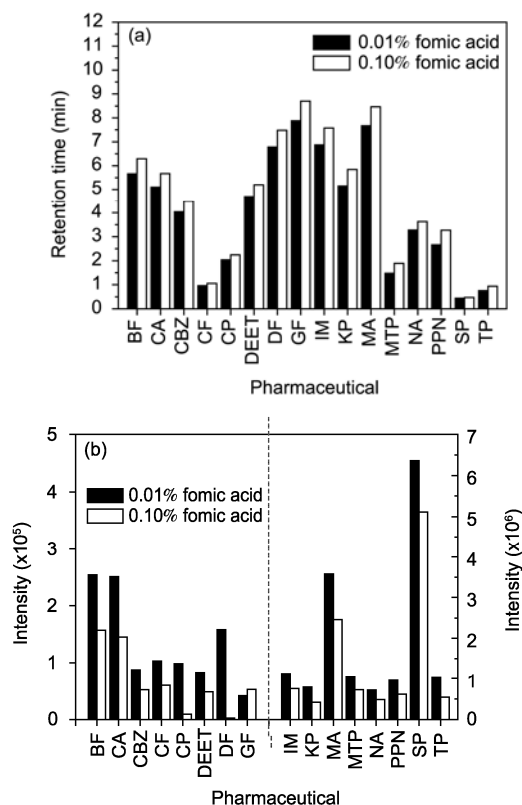 (a)
0.01% fomic acid
0.10% fomic acid
Retention time (min)
12
11
10
9
8
7
6
5
4
3
2
1
0
BF CA CBZ CF CP DEET DF GF IM KP MA MTP NA PPN SP TP
Pharmaceutical
(b)
0.01% fomic acid
0.10% fomic acid
Intensity (x10⁵)
5
4
3
2
1
0
Intensity (x10⁶)
7
6
5
4
3
2
1
0
BF CA CBZ CF CP DEET DF GF IM KP MA MTP NA PPN SP TP
Pharmaceutical